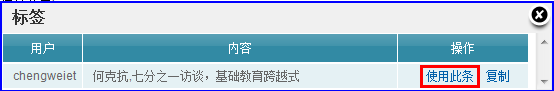 标签
用户 内容 操作
chengweiet 何克抗,七分之一访谈，基础教育跨越式 使用此条 复制